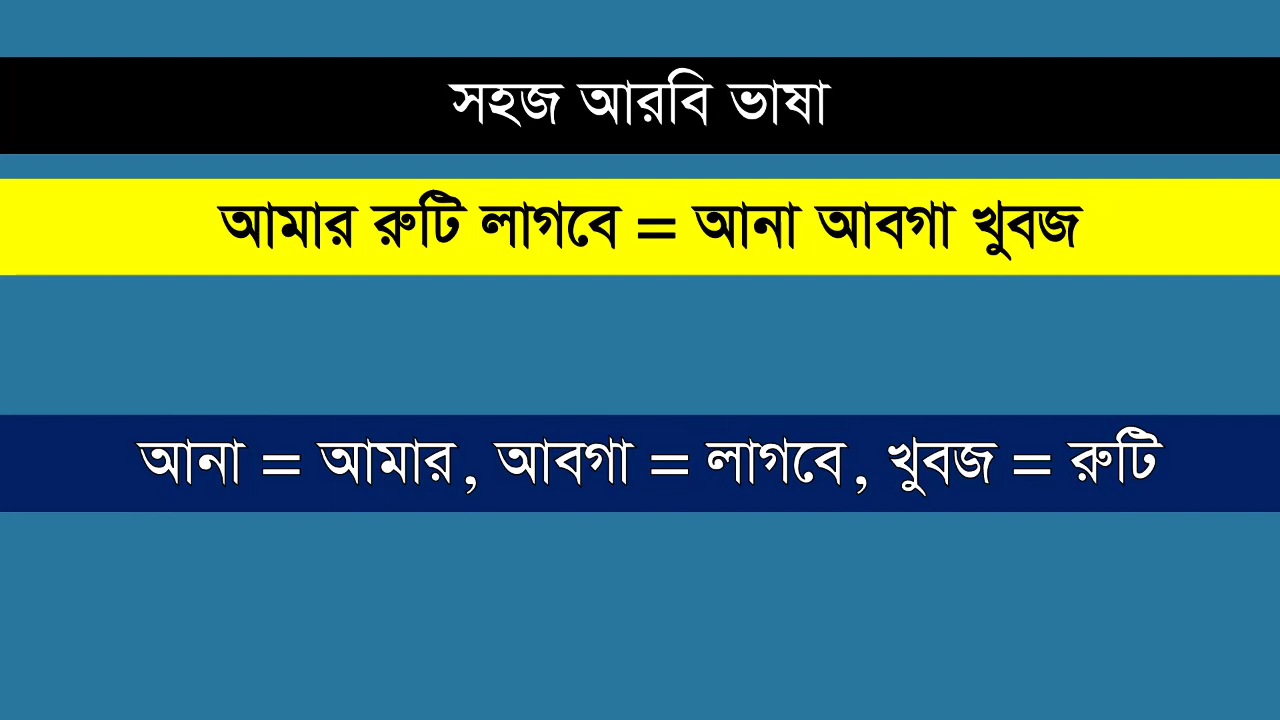 সহজ আরবি ভাষা
আমার রুটি লাগবে = আনা আবগা খুবজ
আনা = আমার, আবগা = লাগবে, খুবজ = রুটি